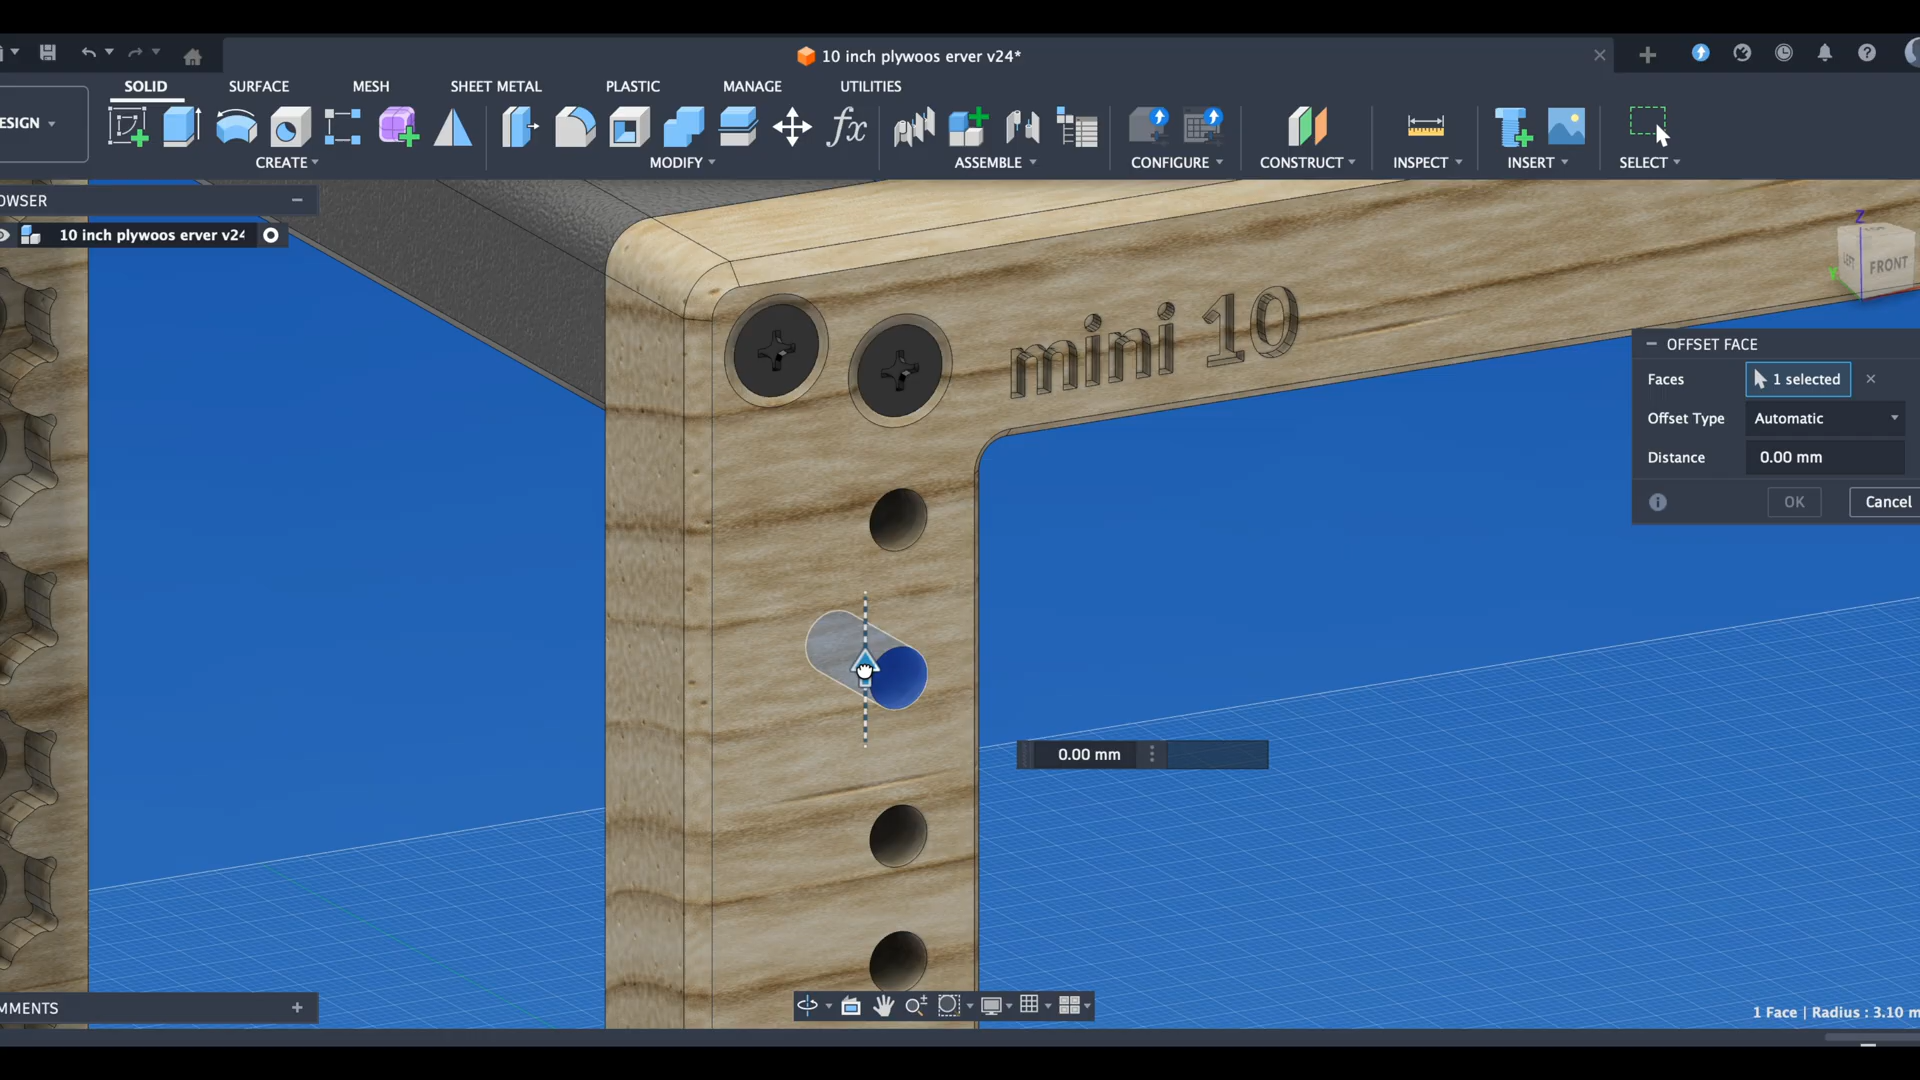 10 inch plywoos erver v24*
SOLID
SURFACE
MESH
SHEET METAL
PLASTIC
MANAGE
UTILITIES
ESIGN
fx
CREATE
MODIFY
ASSEMBLE
CONFIGURE
CONSTRUCT
INSPECT
INSERT
SELECT
OWSER
10 inch plywoos erver v24
mini 10
Z
Y
LEFT
FRONT
OFFSET FACE
Faces
1 selected
Offset Type
Automatic
Distance
0.00 mm
OK
Cancel
0.00 mm
MMENTS
1 Face | Radius : 3.10 m